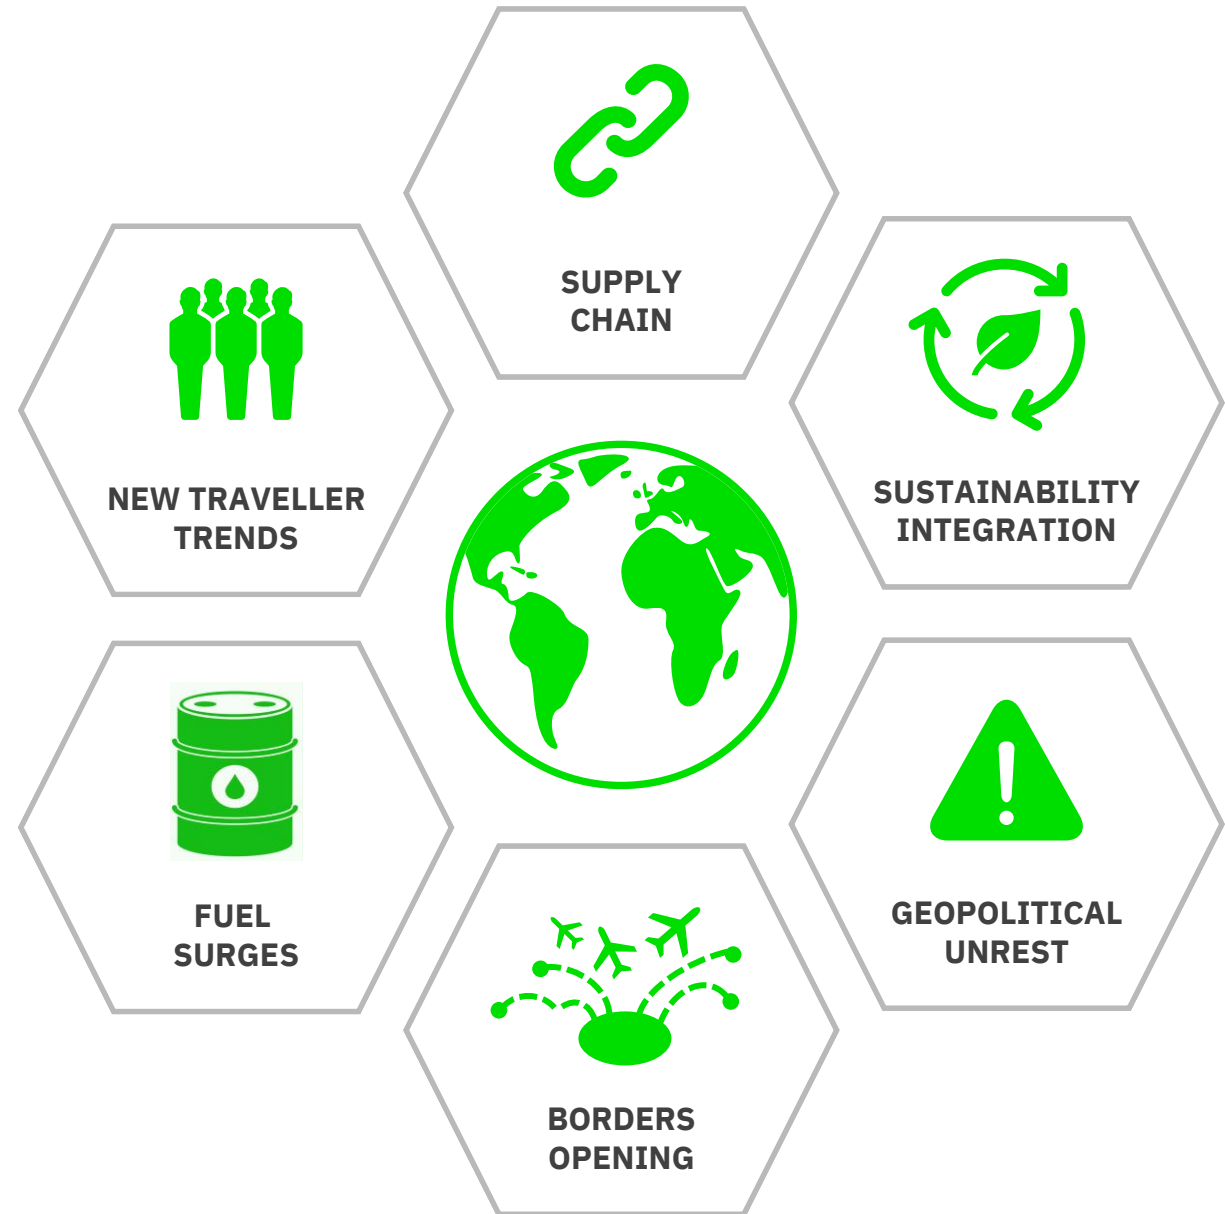 SUPPLY
CHAIN
NEW TRAVELLER
TRENDS
SUSTAINABILITY
INTEGRATION
FUEL
SURGES
GEOPOLITICAL
UNREST
BORDERS
OPENING